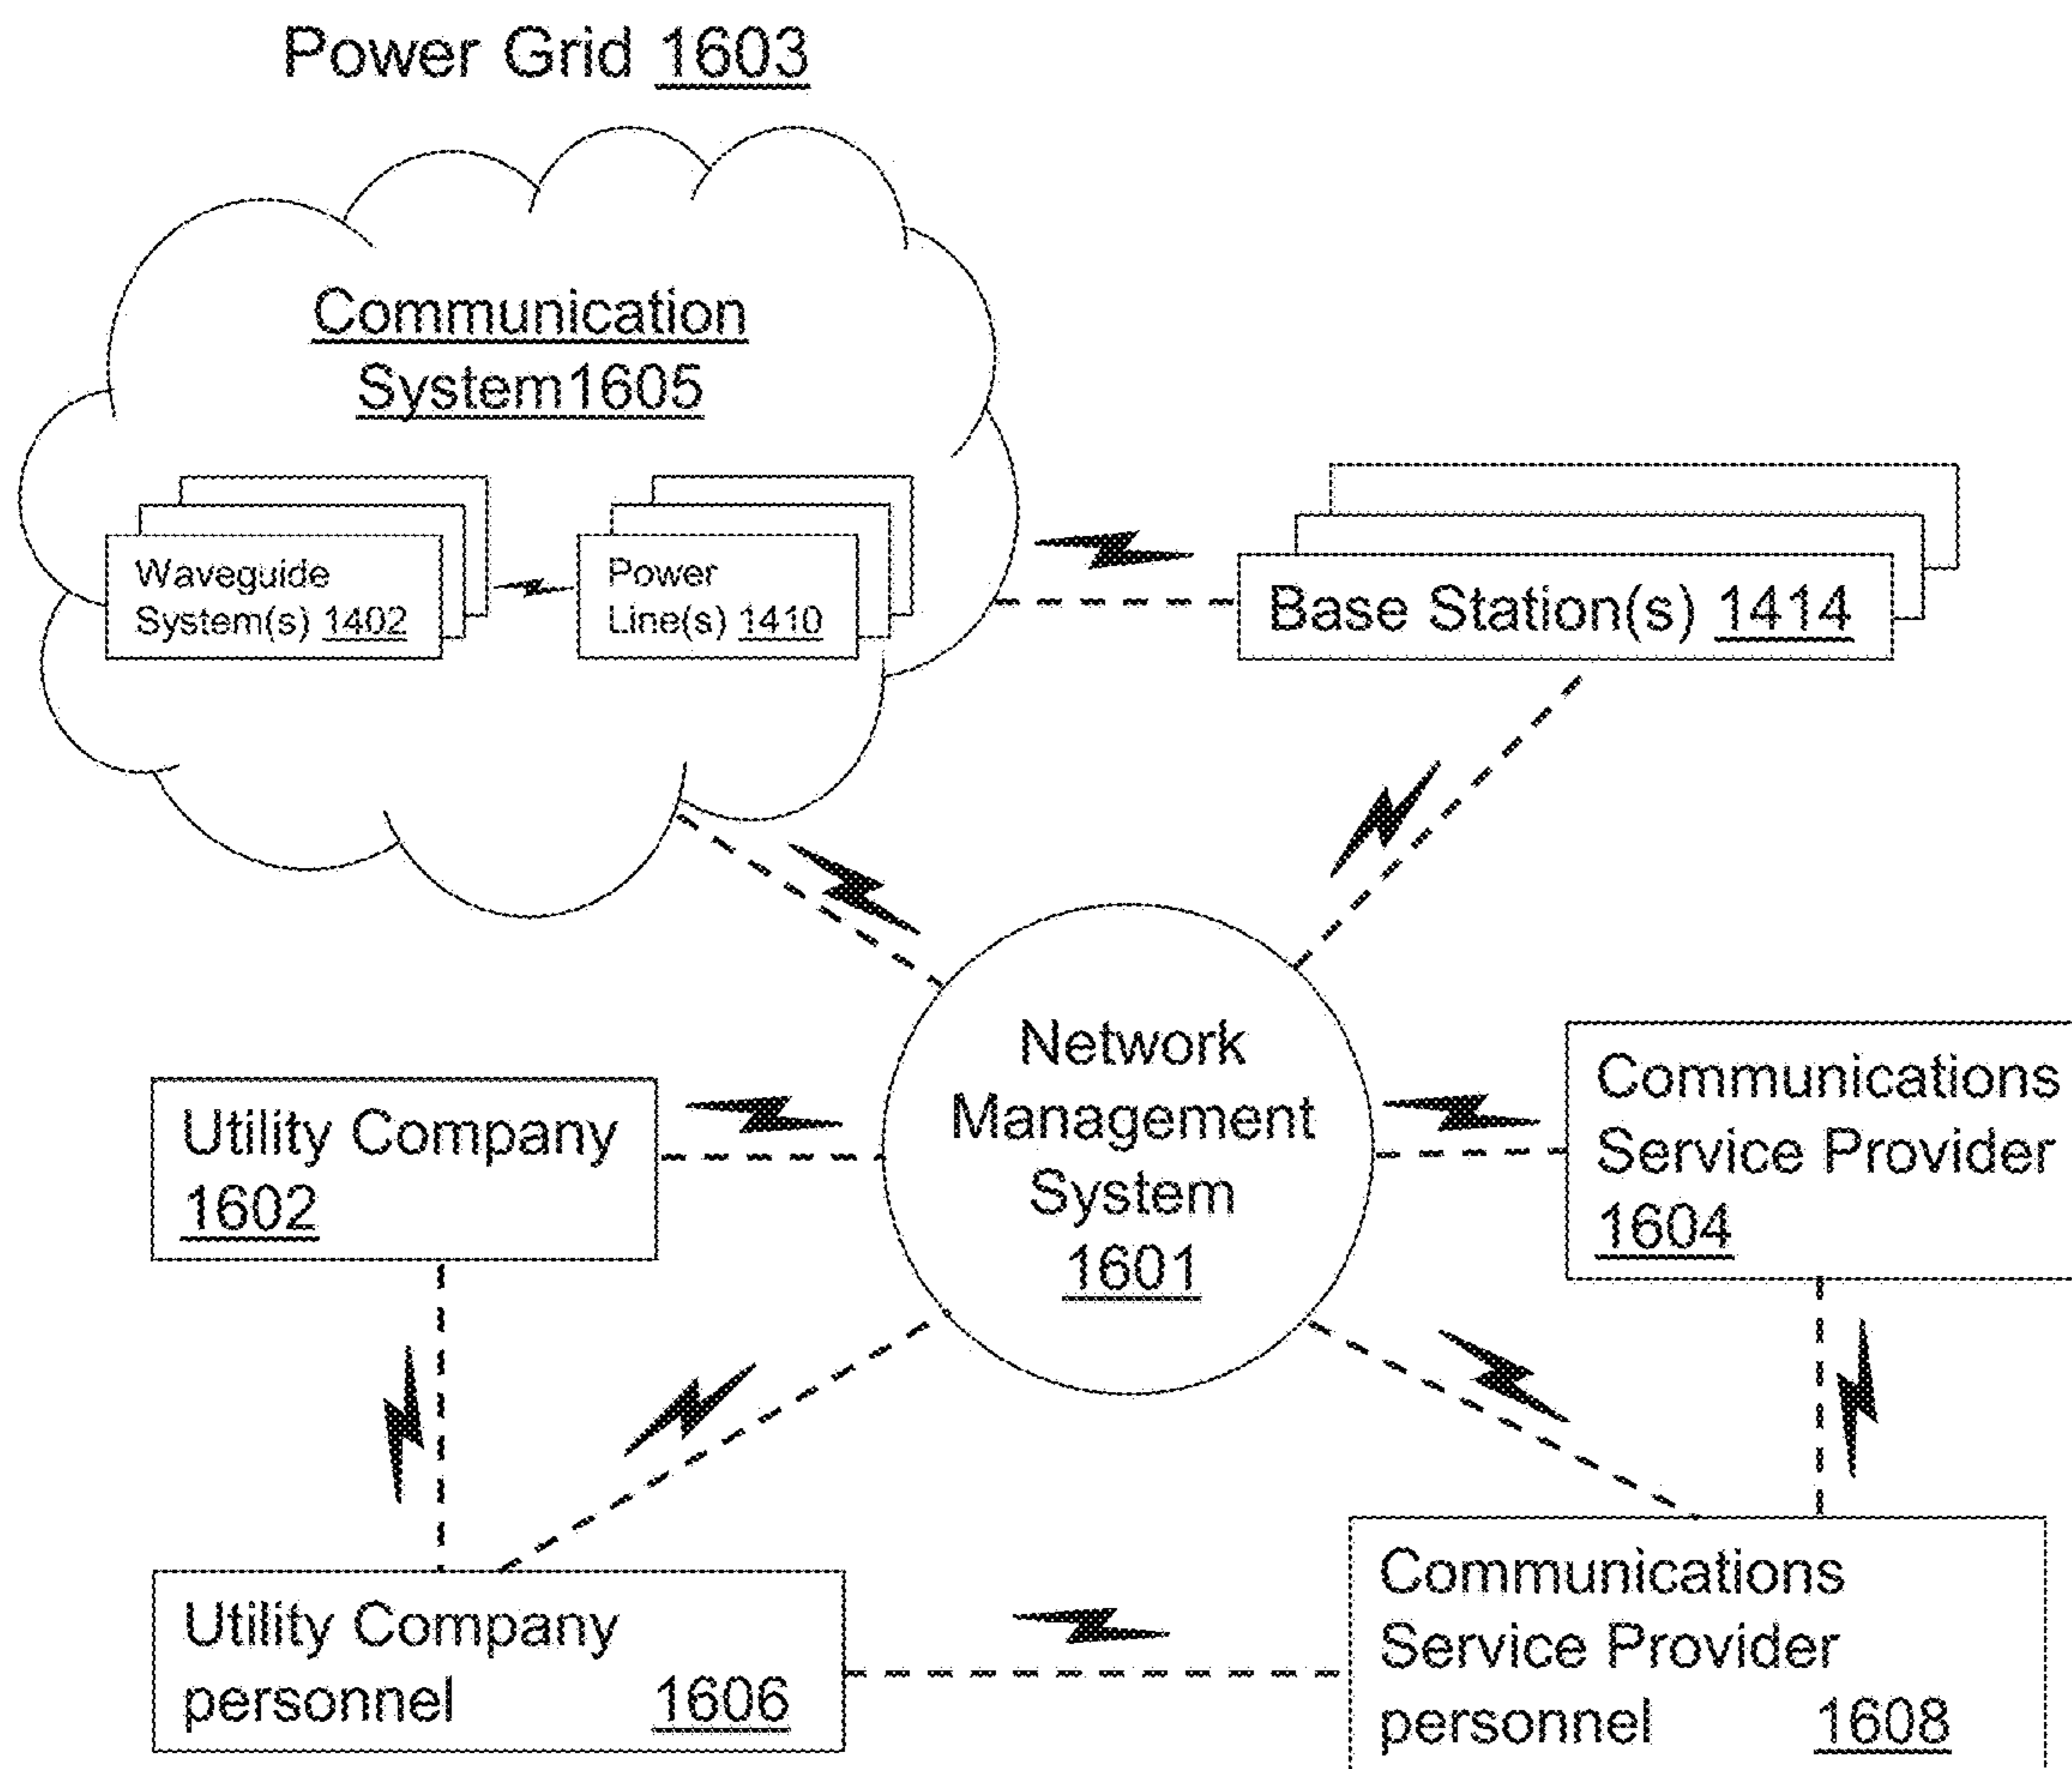 Power Grid 1603
Communication
System1605
Waveguide
System(s) 1402
Power
Line(s) 1410
Base Station(s) 1414
Network
Management
System
1601
Utility Company
1602
Communications
Service Provider
1604
Utility Company
personnel 1606
Communications
Service Provider
personnel 1608